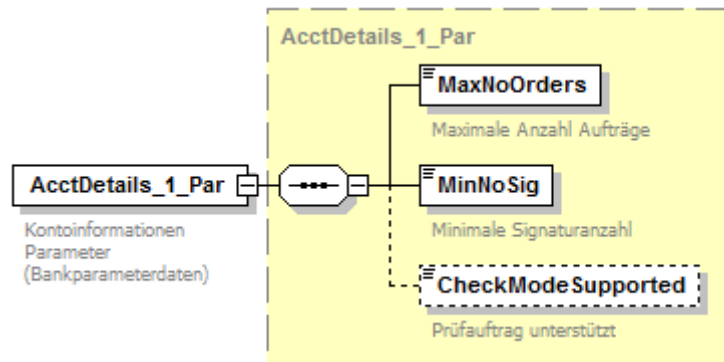 AcctDetails_1_Par
MaxNoOrders
Maximale Anzahl Aufträge
AcctDetails_1_Par
Kontoinformationen
Parameter
(Bankparameterdaten)
MinNoSig
Minimale Signaturanzahl
CheckModeSupported
Prüfauftrag unterstützt